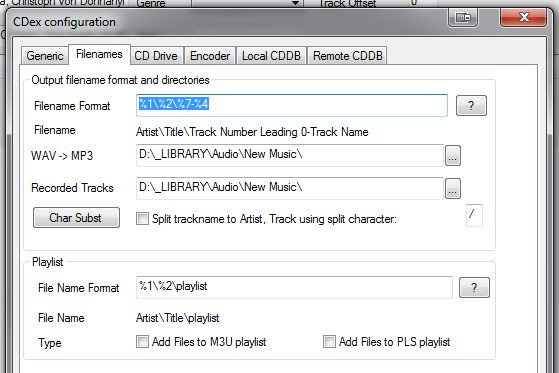 a, Christoph von Dohnanyi Genre Track Offset 0
CDex configuration
Generic Filenames CD Drive Encoder Local CDDB Remote CDDB
Output filename format and directories
Filename Format %1\%2\%7-%4 ?
Filename Artist\Title\Track Number Leading 0-Track Name
WAV -> MP3 D:\_LIBRARY\Audio\New Music\ ...
Recorded Tracks D:\_LIBRARY\Audio\New Music\ ...
Char Subst Split trackname to Artist, Track using split character: /
Playlist
File Name Format %1\%2\playlist ?
File Name Artist\Title\playlist
Type Add Files to M3U playlist Add Files to PLS playlist